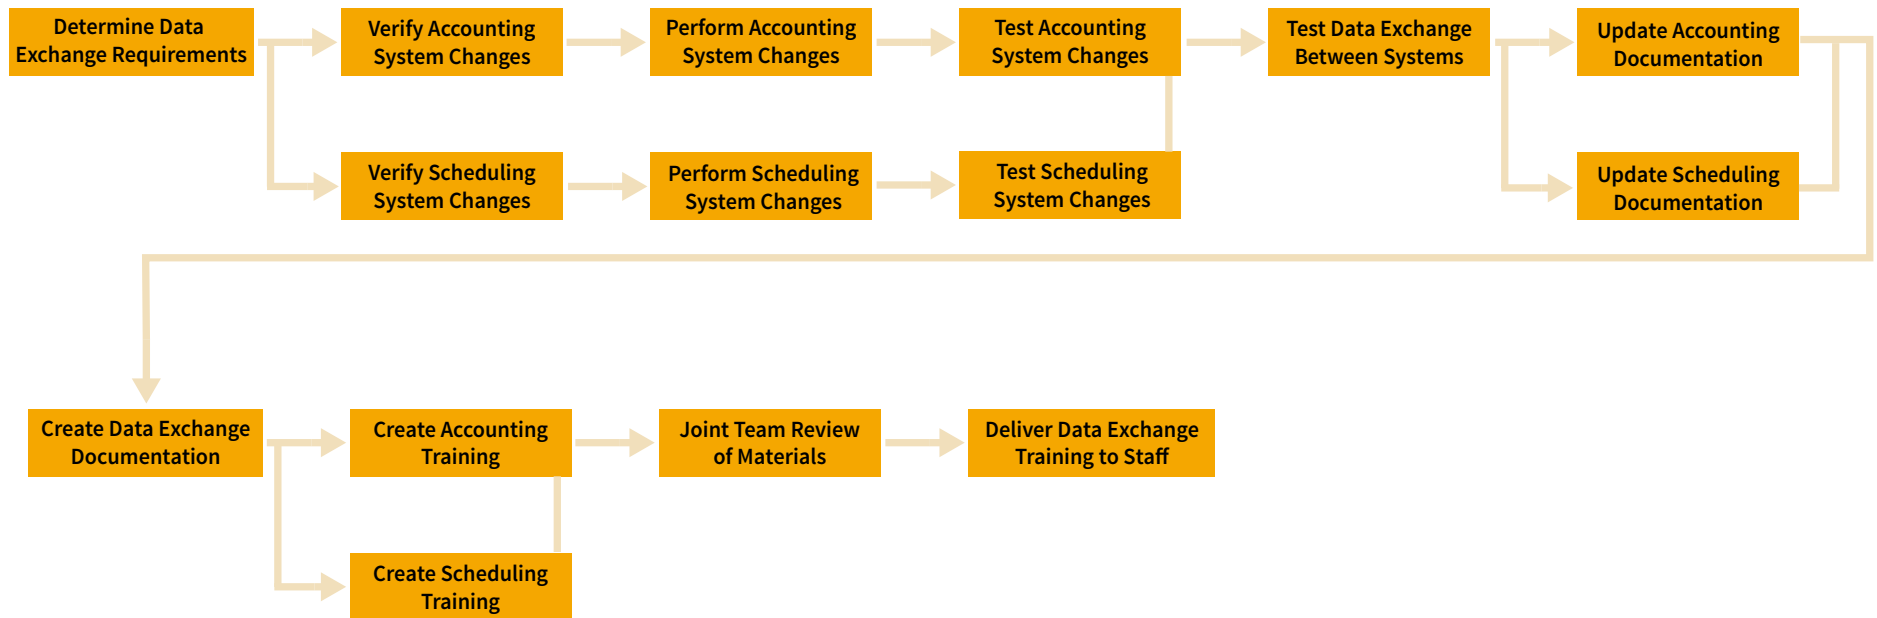 Determine Data
Exchange Requirements
Verify Accounting
System Changes
Perform Accounting
System Changes
Test Accounting
System Changes
Test Data Exchange
Between Systems
Update Accounting
Documentation
Verify Scheduling
System Changes
Perform Scheduling
System Changes
Test Scheduling
System Changes
Update Scheduling
Documentation
Create Data Exchange
Documentation
Create Accounting
Training
Joint Team Review
of Materials
Deliver Data Exchange
Training to Staff
Create Scheduling
Training